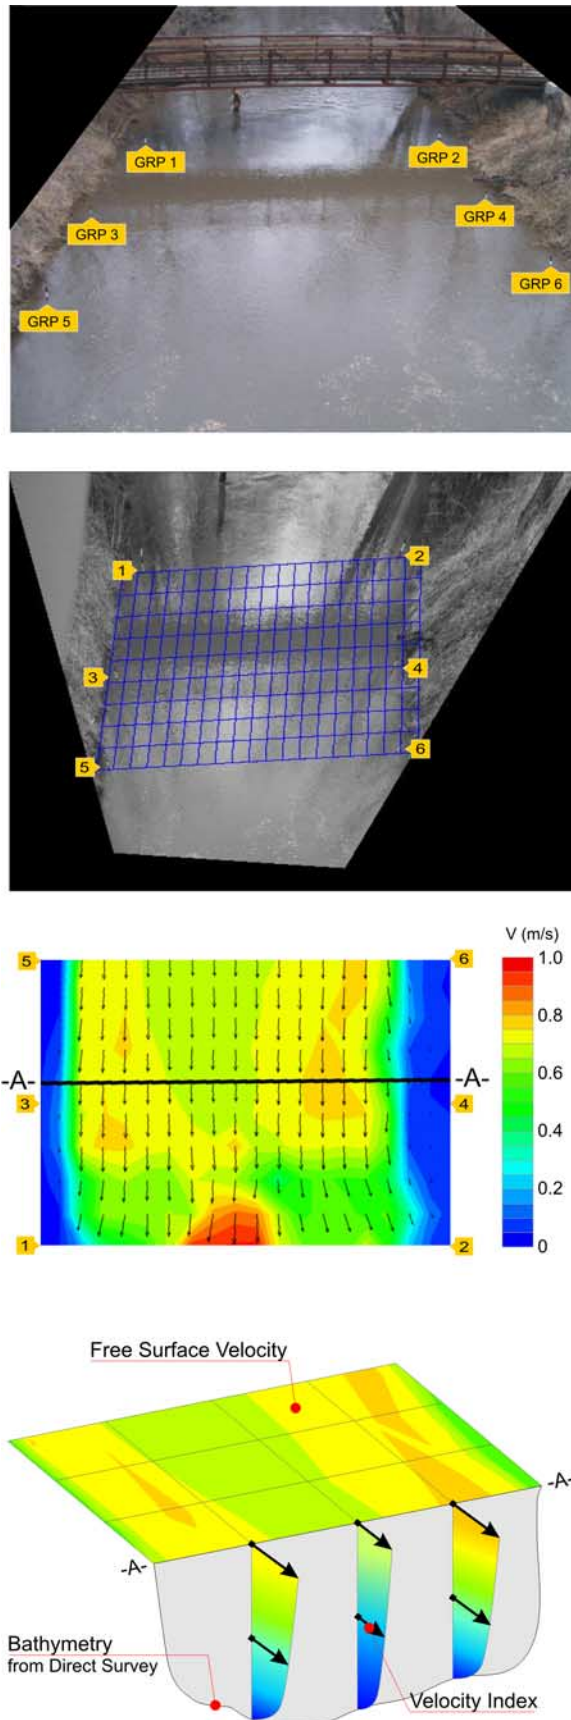 GRP 1
GRP 2
GRP 3
GRP 4
GRP 5
GRP 6
1
2
3
4
5
6
V (m/s)
5
6
1.0
0.8
-A-
-A-
0.6
3
4
0.4
0.2
1
2
0
Free Surface Velocity
-A-
-A-
Bathymetry
from Direct Survey
Velocity Index